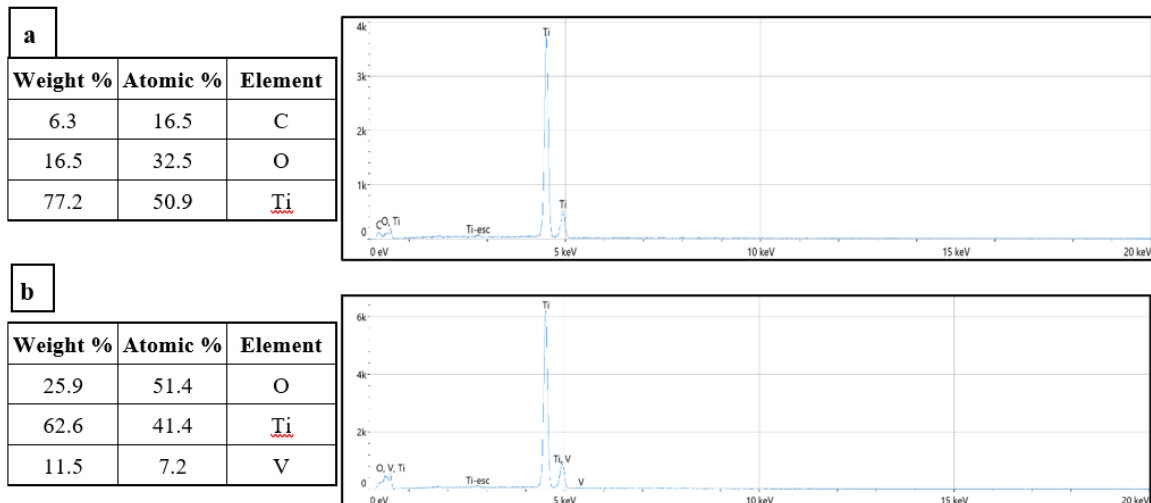 a
Weight % Atomic % Element
6.3 16.5 C
16.5 32.5 O
77.2 50.9 Ti
4k
3k
2k
1k
0
Ti
Ti
C O, Ti
Ti-esc
0 eV 5 keV 10 keV 15 keV 20 keV
b
Weight % Atomic % Element
25.9 51.4 O
62.6 41.4 Ti
11.5 7.2 V
6k
4k
2k
0
Ti
Ti, V
O, V, Ti
Ti-esc
V
0 eV 5 keV 10 keV 15 keV 20 keV